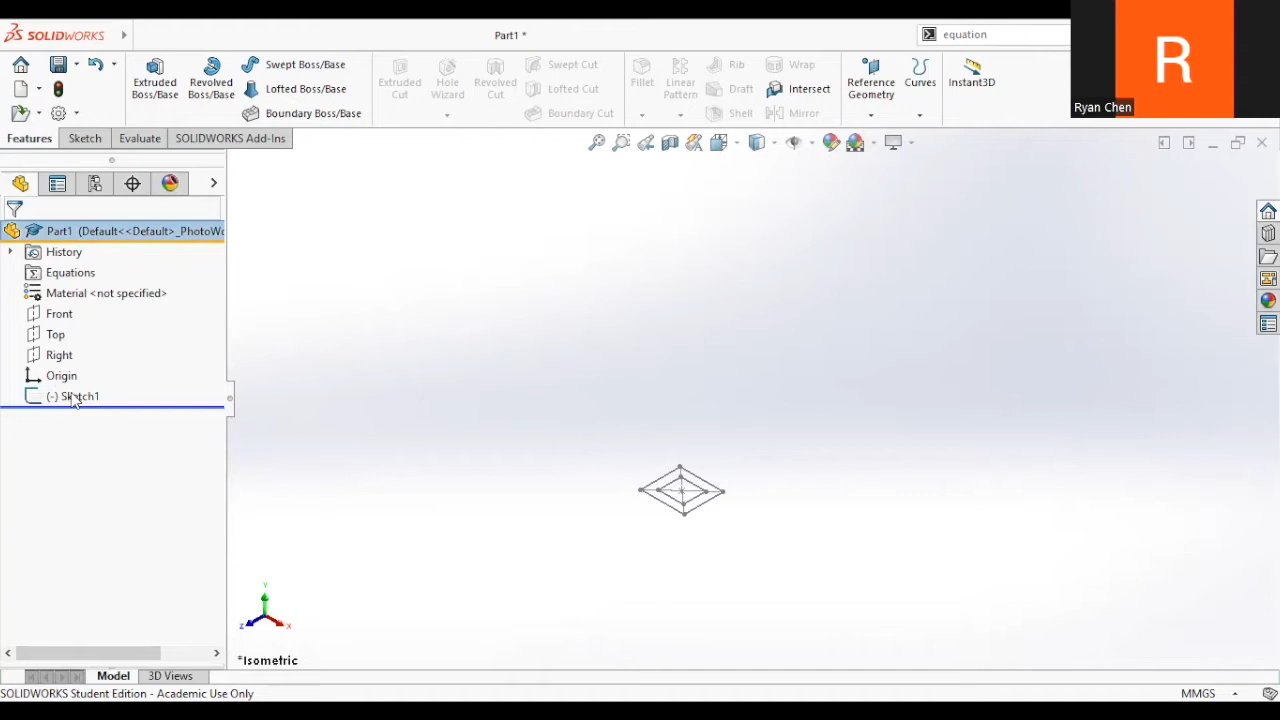 SOLIDWORKS
Part1 *
equation
R
Ryan Chen
Extruded Boss/Base
Revolved Boss/Base
Swept Boss/Base
Lofted Boss/Base
Boundary Boss/Base
Extruded Cut
Hole Wizard
Revolved Cut
Swept Cut
Lofted Cut
Boundary Cut
Fillet
Linear Pattern
Rib
Draft
Shell
Wrap
Intersect
Mirror
Reference Geometry
Curves
Instant3D
Features
Sketch
Evaluate
SOLIDWORKS Add-Ins
Part1 (Default<<Default>_PhotoWo
History
Equations
Material <not specified>
Front
Top
Right
Origin
(-) Sketch1
Y
Z
X
*Isometric
Model
3D Views
SOLIDWORKS Student Edition - Academic Use Only
MMGS